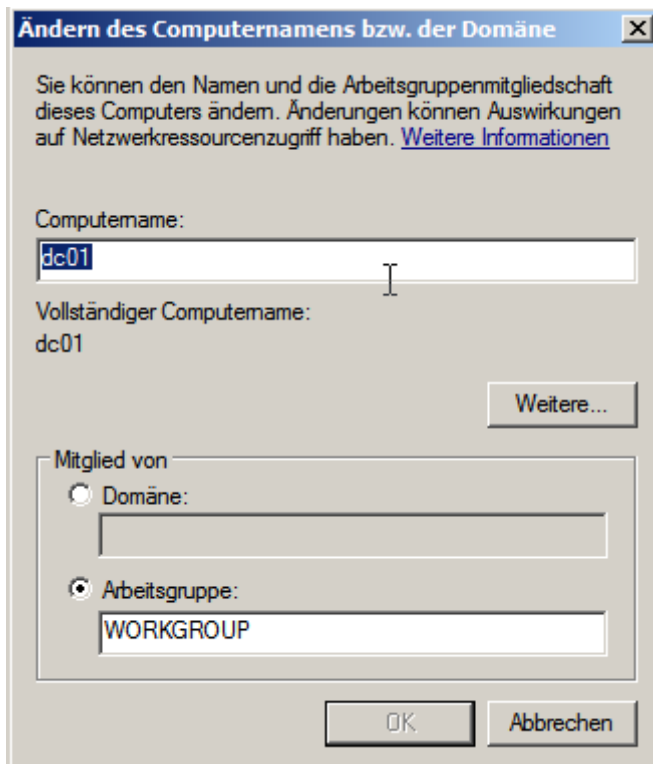 Ändern des Computernamens bzw. der Domäne
Sie können den Namen und die Arbeitsgruppenmitgliedschaft
dieses Computers ändern. Änderungen können Auswirkungen
auf Netzwerkressourcenzugriff haben. Weitere Informationen
Computername:
dc01
Vollständiger Computername:
dc01
Weitere...
Mitglied von
Domäne:
Arbeitsgruppe:
WORKGROUP
OK
Abbrechen